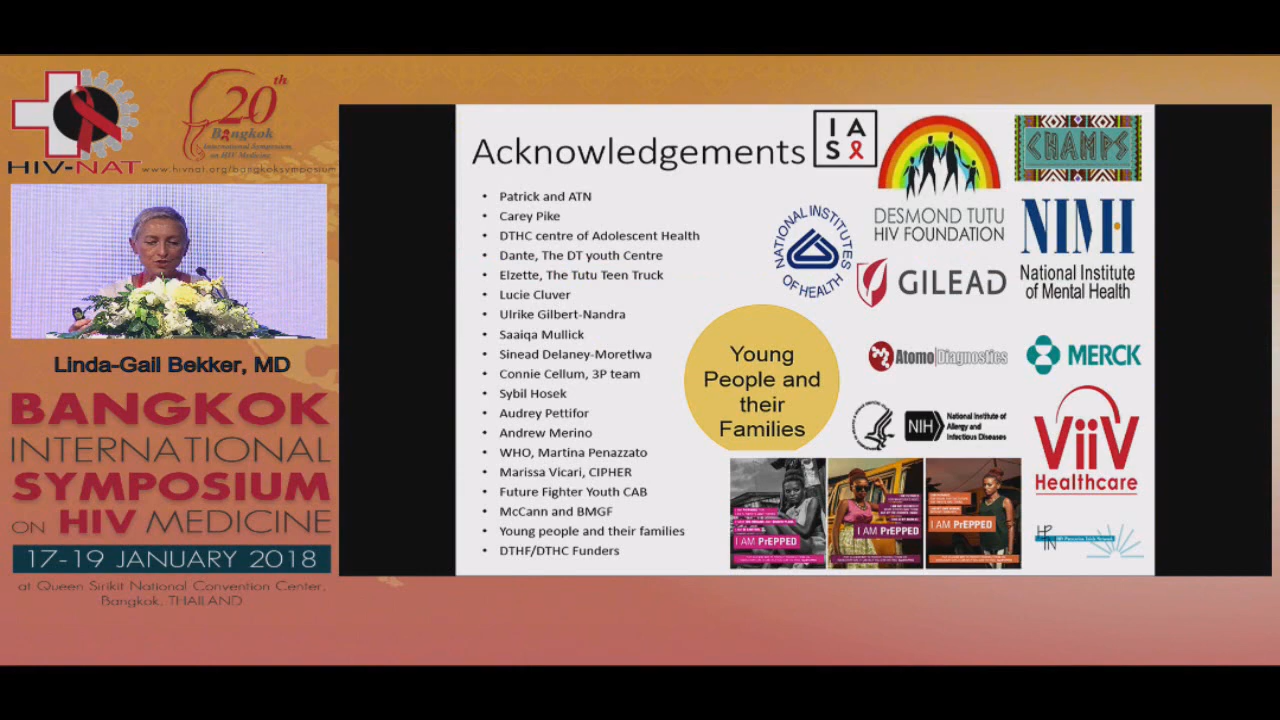 HIV-NAT
20th
Bangkok
International Symposium
on HIV Medicine
www.hivnat.org/bangkoksymposium
Linda-Gail Bekker, MD
BANGKOK
INTERNATIONAL
SYMPOSIUM
ON HIV MEDICINE
17-19 JANUARY 2018
at Queen Sirikit National Convention Center,
Bangkok, THAILAND
Acknowledgements
• Patrick and ATN
• Carey Pike
• DTHC centre of Adolescent Health
• Dante, The DT youth Centre
• Elzette, The Tutu Teen Truck
• Lucie Cluver
• Ulrike Gilbert-Nandra
• Saaiqa Mullick
• Sinead Delaney-Moretlwa
• Connie Cellum, 3P team
• Sybil Hosek
• Audrey Pettifor
• Andrew Merino
• WHO, Martina Penazzato
• Marissa Vicari, CIPHER
• Future Fighter Youth CAB
• McCann and BMGF
• Young people and their families
• DTHF/DTHC Funders
IAS
DESMOND TUTU
HIV FOUNDATION
CHAMPS
NATIONAL INSTITUTES
OF HEALTH
NIMH
National Institute
of Mental Health
GILEAD
Young
People and
their
Families
Atomo Diagnostics
MERCK
NIH
National Institute of
Allergy and
Infectious Diseases
ViiV
Healthcare
I AM PrEPPED
I AM PrEPPED
I AM PrEPPED
HPTN